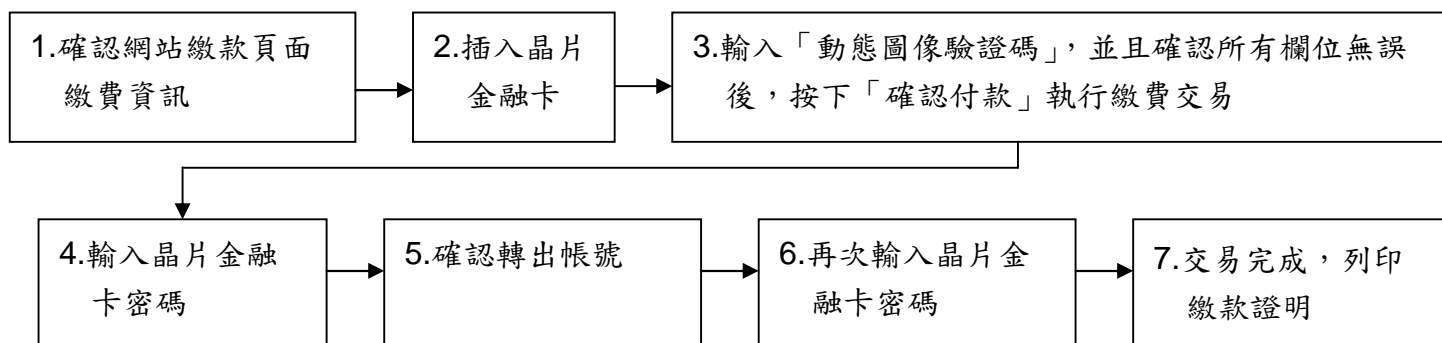 1.確認網站繳款頁面
繳費資訊
2.插入晶片
金融卡
3.輸入「動態圖像驗證碼」,並且確認所有欄位無誤
後,按下「確認付款」執行繳費交易
4.輸入晶片金融
卡密碼
5.確認轉出帳號
6.再次輸入晶片金
融卡密碼
7.交易完成,列印
繳款證明